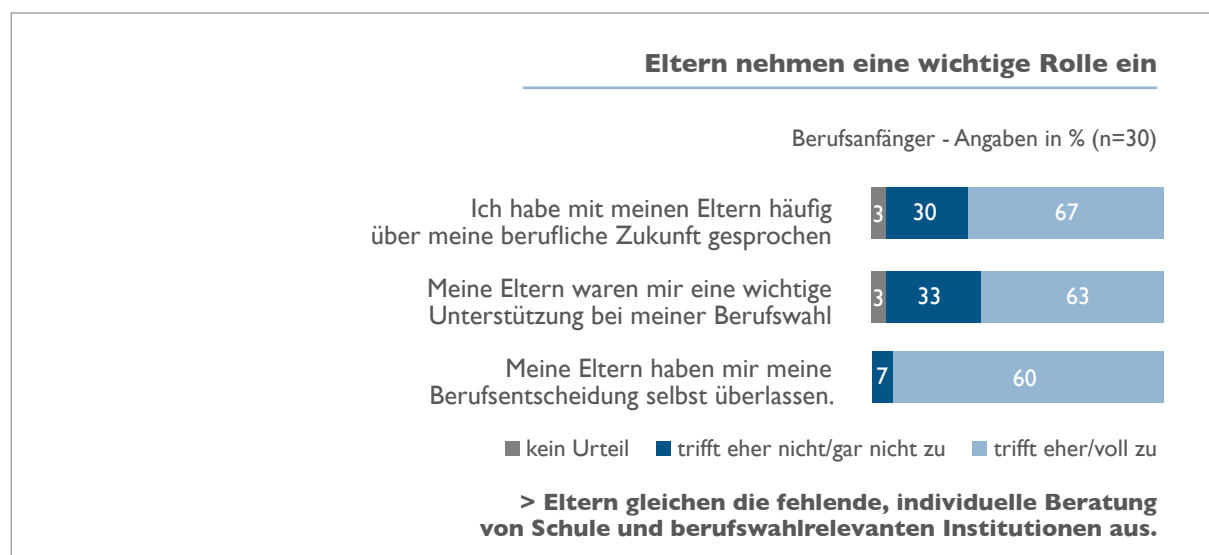 Eltern nehmen eine wichtige Rolle ein
Berufsanfänger - Angaben in % (n=30)
Ich habe mit meinen Eltern häufig
über meine berufliche Zukunft gesprochen
3 30 67
Meine Eltern waren mir eine wichtige
Unterstützung bei meiner Berufswahl
3 33 63
Meine Eltern haben mir meine
Berufsentscheidung selbst überlassen.
7 60
kein Urteil trifft eher nicht/gar nicht zu trifft eher/voll zu
> Eltern gleichen die fehlende, individuelle Beratung
von Schule und berufswahlrelevanten Institutionen aus.